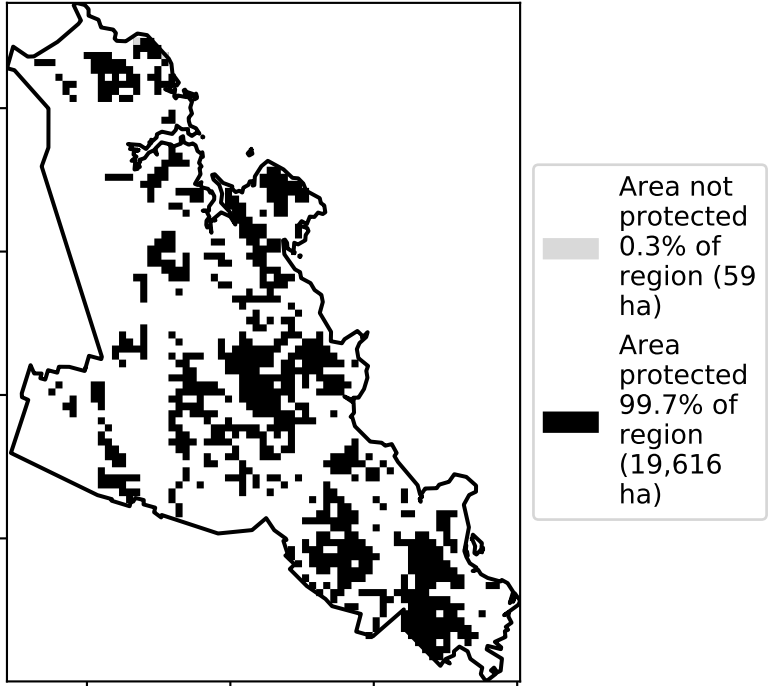 Area not
protected
0.3% of
region (59
ha)
Area
protected
99.7% of
region
(19,616
ha)